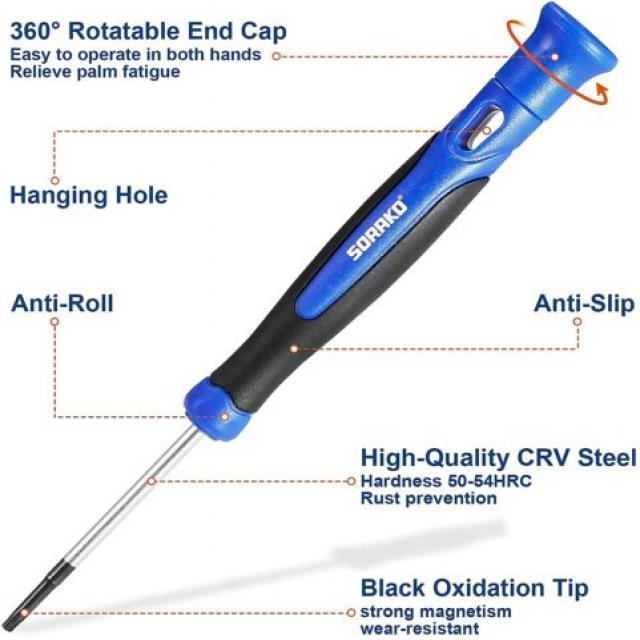 360° Rotatable End Cap
Easy to operate in both hands
Relieve palm fatigue
Hanging Hole
SORAKO®
Anti-Roll
Anti-Slip
High-Quality CRV Steel
Hardness 50-54HRC
Rust prevention
Black Oxidation Tip
strong magnetism
wear-resistant